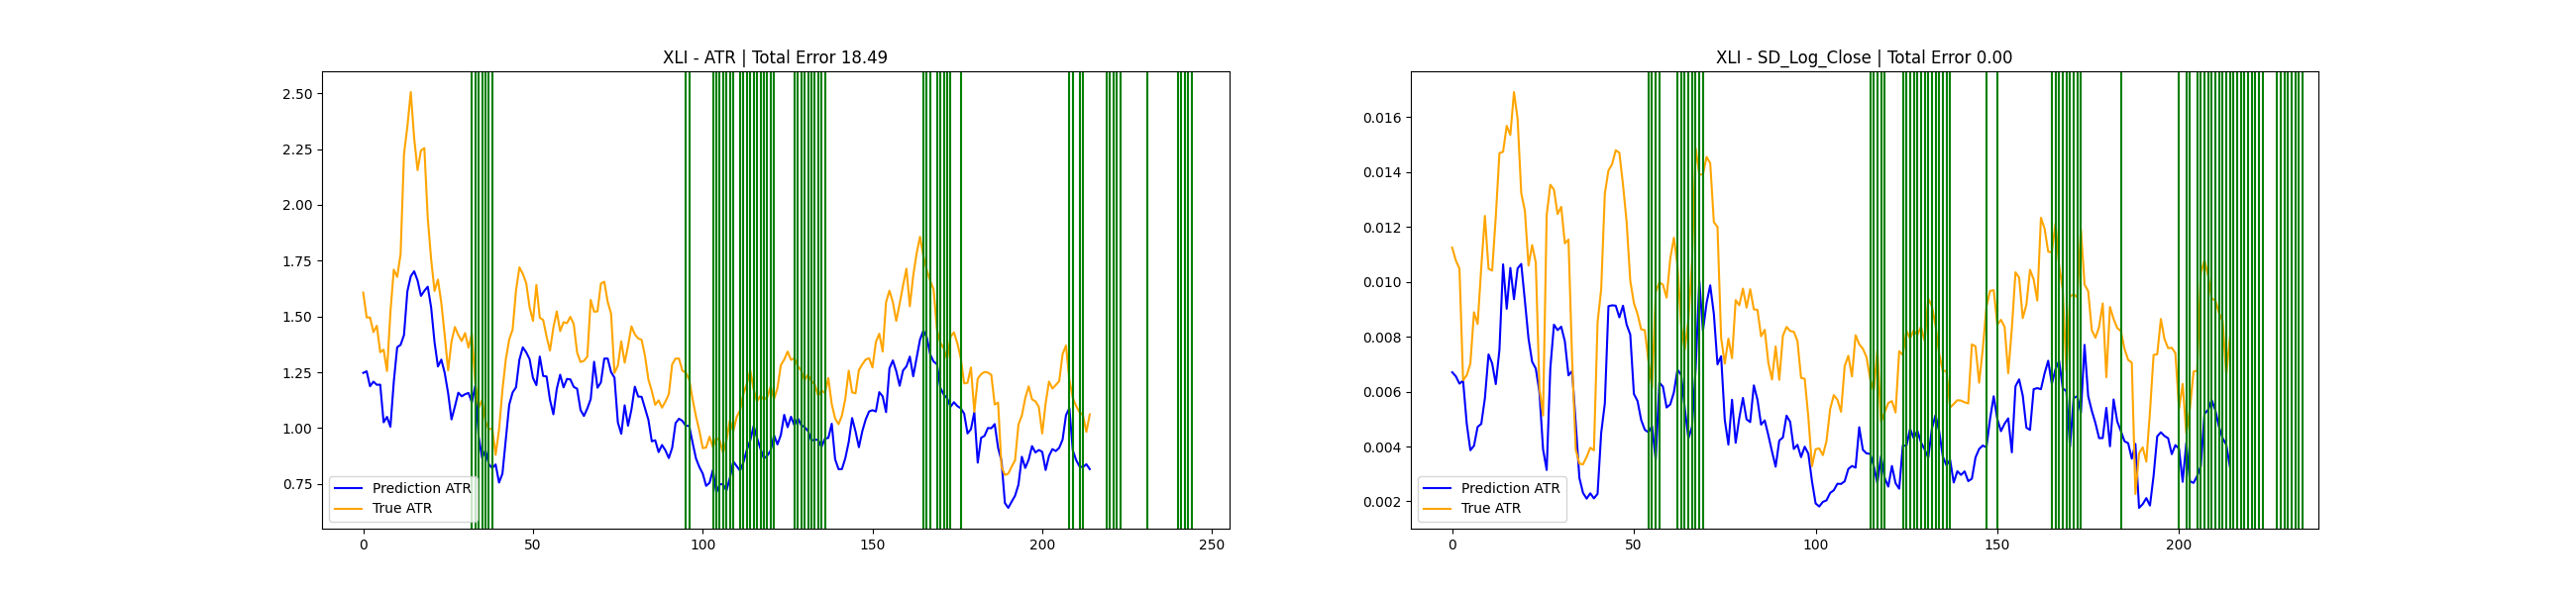 XLI - ATR | Total Error 18.49
2.50
2.25
2.00
1.75
1.50
1.25
1.00
0.75
Prediction ATR
True ATR
0 50 100 150 200 250
XLI - SD_Log_Close | Total Error 0.00
0.016
0.014
0.012
0.010
0.008
0.006
0.004
0.002
Prediction ATR
True ATR
0 50 100 150 200